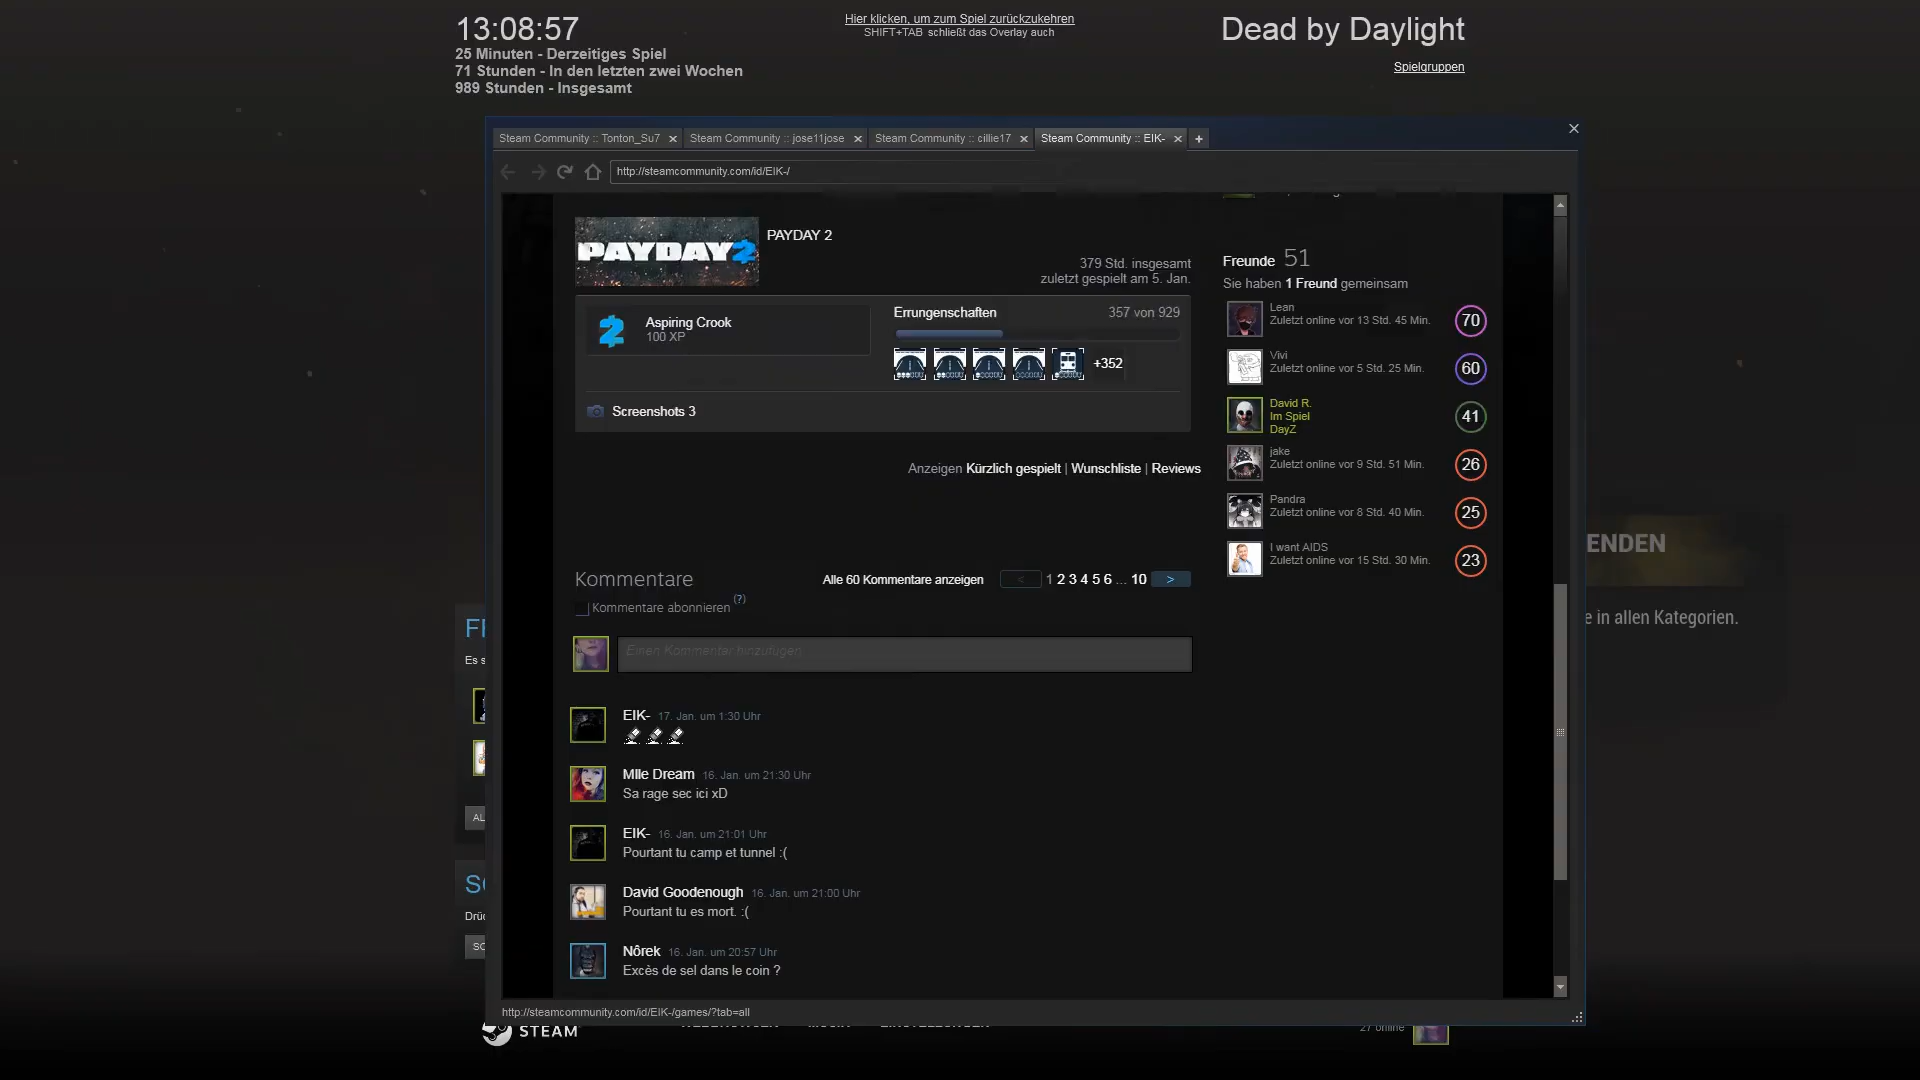 13:08:57
25 Minuten - Derzeitiges Spiel
71 Stunden - In den letzten zwei Wochen
989 Stunden - Insgesamt
Hier klicken, um zum Spiel zurückzukehren
SHIFT+TAB schließt das Overlay auch
Dead by Daylight
Spielgruppen
Steam Community :: Tonton_Su7
Steam Community :: jose11jose
Steam Community :: cillie17
Steam Community :: EIK-
http://steamcommunity.com/id/EIK-/
PAYDAY 2
PAYDAY 2
379 Std. insgesamt
zuletzt gespielt am 5. Jan.
2
Aspiring Crook
100 XP
Errungenschaften
357 von 929
+352
Screenshots 3
Anzeigen Kürzlich gespielt | Wunschliste | Reviews
Freunde 51
Sie haben 1 Freund gemeinsam
Lean
Zuletzt online vor 13 Std. 45 Min.
70
Vivi
Zuletzt online vor 5 Std. 25 Min.
60
David R.
Im Spiel
DayZ
41
jake
Zuletzt online vor 9 Std. 51 Min.
26
Pandra
Zuletzt online vor 8 Std. 40 Min.
25
I want AIDS
Zuletzt online vor 15 Std. 30 Min.
23
Kommentare
Alle 60 Kommentare anzeigen
< 1 2 3 4 5 6 ... 10 >
Kommentare abonnieren (?)
Einen Kommentar hinzufügen
EIK- 17. Jan. um 1:30 Uhr
Mlle Dream 16. Jan. um 21:30 Uhr
Sa rage sec ici xD
EIK- 16. Jan. um 21:01 Uhr
Pourtant tu camp et tunnel :(
David Goodenough 16. Jan. um 21:00 Uhr
Pourtant tu es mort. :(
Nôrek 16. Jan. um 20:57 Uhr
Excès de sel dans le coin ?
http://steamcommunity.com/id/EIK-/games/?tab=all
ENDEN
e in allen Kategorien.
Es s
AL
Drüc
SC
STEAM
27 online